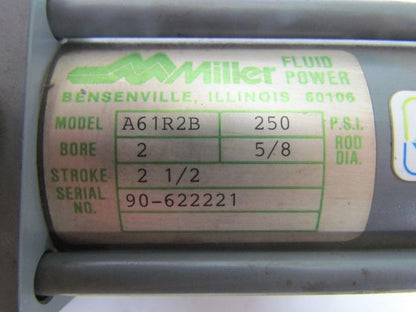 Miller FLUID POWER
BENSENVILLE, ILLINOIS 60106
MODEL A61R2B 250 P.S.I.
BORE 2 5/8 ROD DIA.
STROKE 2 1/2
SERIAL NO. 90-622221